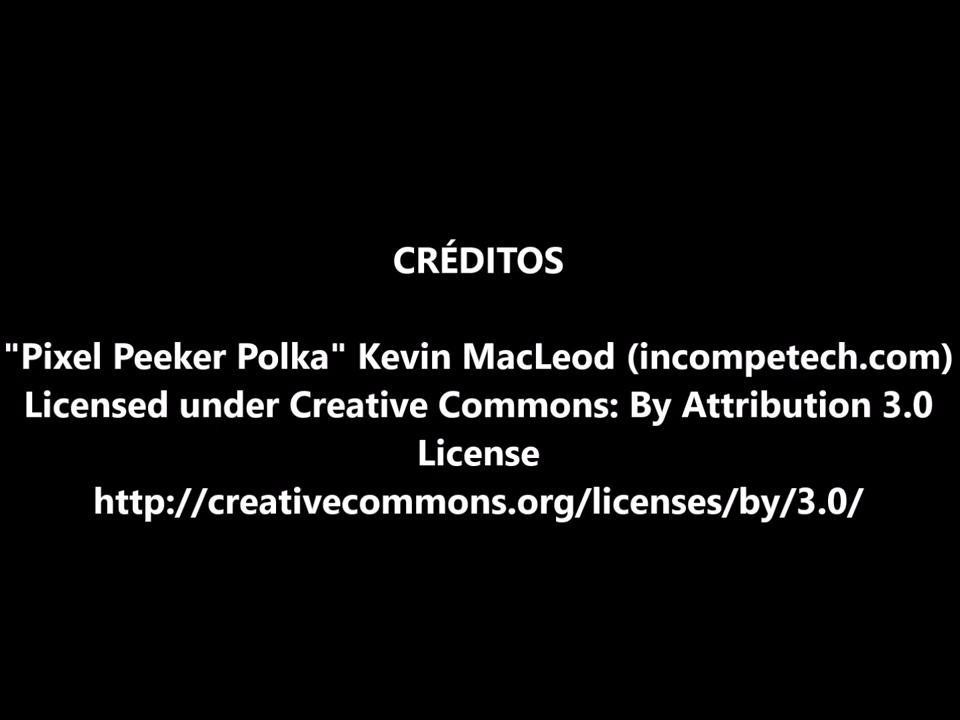 CRÉDITOS
"Pixel Peeker Polka" Kevin MacLeod (incompetech.com)
Licensed under Creative Commons: By Attribution 3.0
License
http://creativecommons.org/licenses/by/3.0/